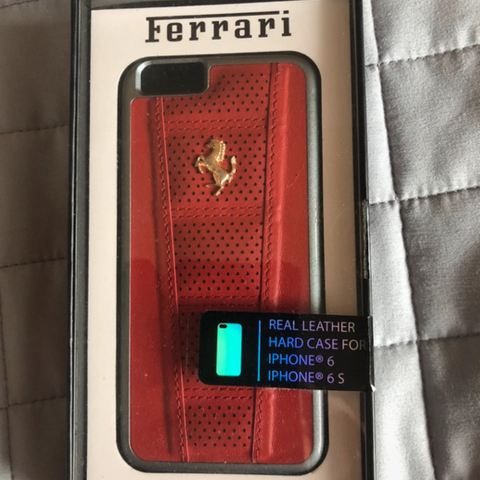 Ferrari
REAL LEATHER
HARD CASE FOR
IPHONE® 6
IPHONE® 6 S